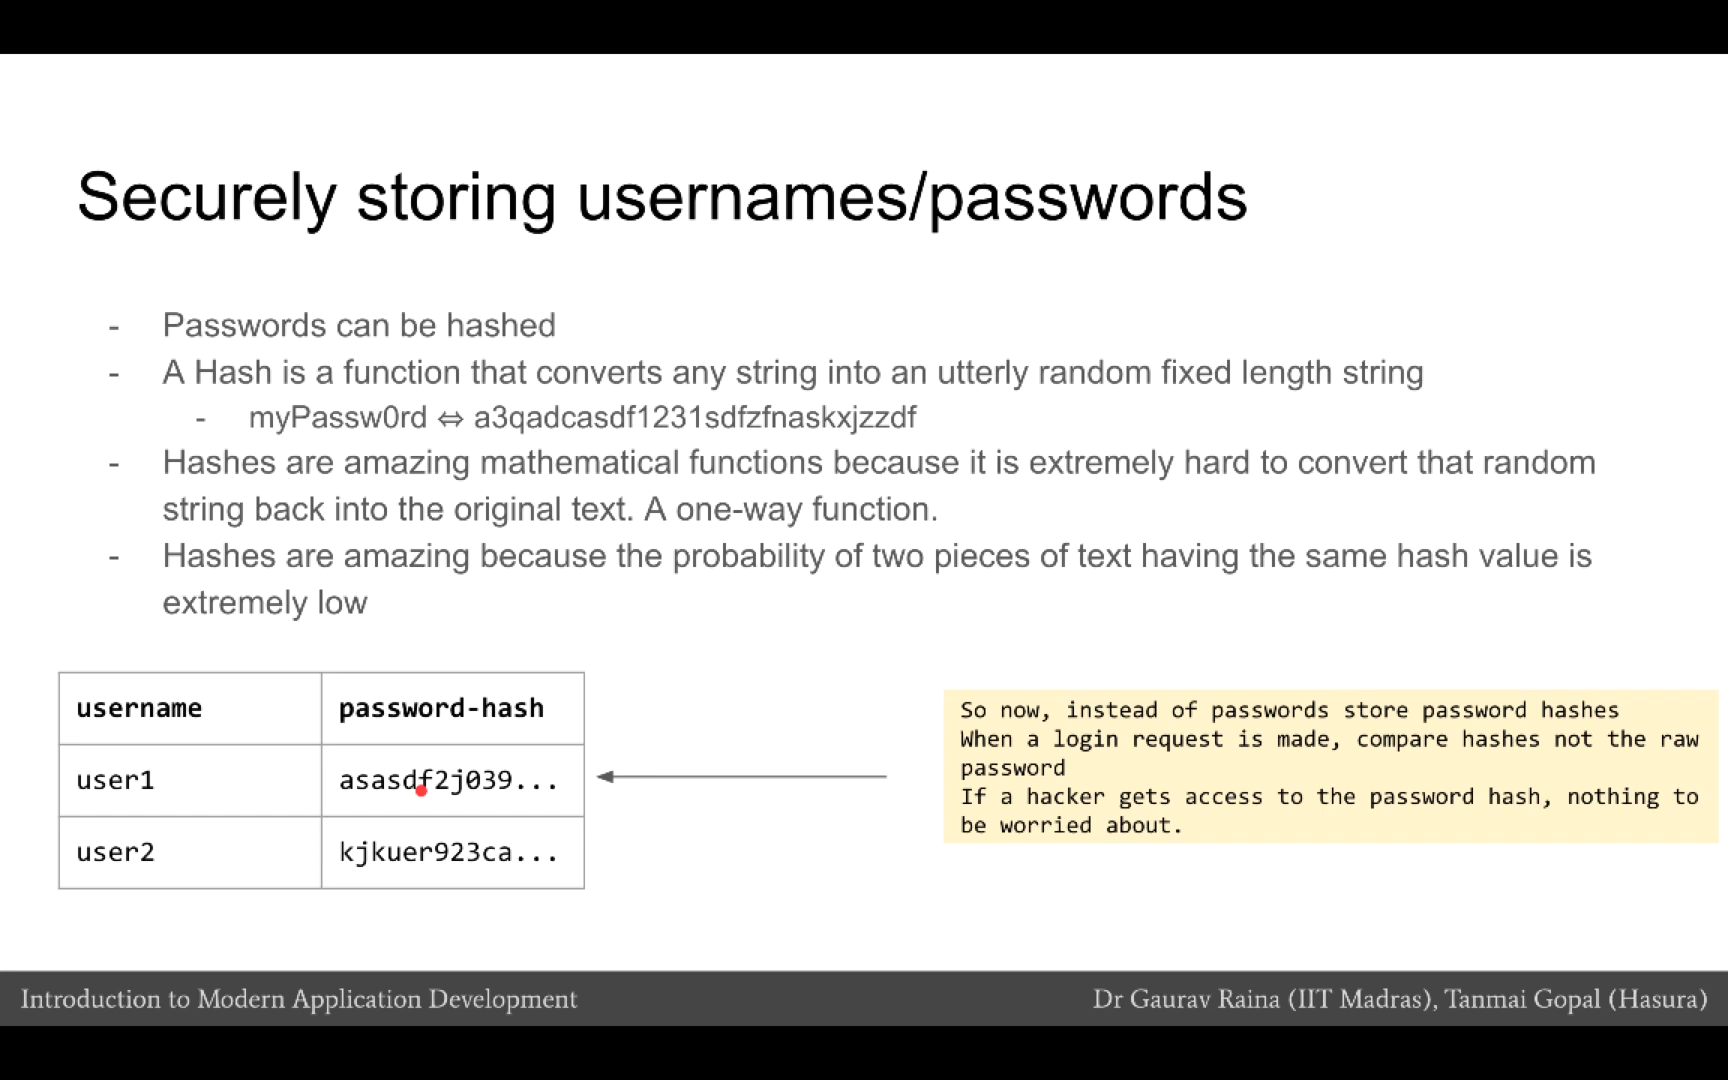 Securely storing usernames/passwords
- Passwords can be hashed
- A Hash is a function that converts any string into an utterly random fixed length string
- myPassw0rd ⇔ a3qadcasdf1231sdfzfnaskxjzzdf
- Hashes are amazing mathematical functions because it is extremely hard to convert that random
string back into the original text. A one-way function.
- Hashes are amazing because the probability of two pieces of text having the same hash value is
extremely low
username password-hash
user1 asasdf2j039...
user2 kjkuer923ca...
So now, instead of passwords store password hashes
When a login request is made, compare hashes not the raw
password
If a hacker gets access to the password hash, nothing to
be worried about.
Introduction to Modern Application Development
Dr Gaurav Raina (IIT Madras), Tanmai Gopal (Hasura)